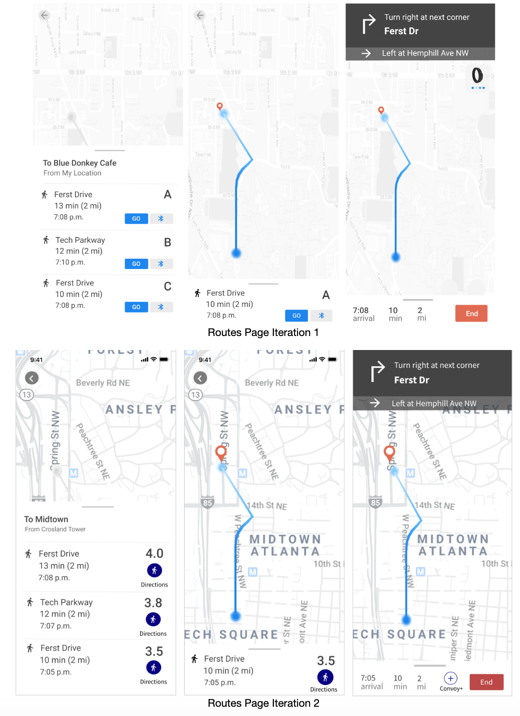 To Blue Donkey Cafe
From My Location
Ferst Drive
A
13 min (2 mi)
7:08 p.m.
GO
Tech Parkway
B
12 min (2 mi)
7:10 p.m.
GO
Ferst Drive
C
10 min (2 mi)
7:08 p.m.
GO
Ferst Drive
A
10 min (2 mi)
7:08 p.m.
GO
Turn right at next corner
Ferst Dr
Left at Hemphill Ave NW
0
7:08 10 2
arrival min mi
End
Routes Page Iteration 1
9:41
FOREST
Beverly Rd NE
13
ANSLEY P
Spring St NW
Peachtree St NE
M
85
To Midtown
From Crosland Tower
Ferst Drive
4.0
13 min (2 mi)
7:08 p.m.
Directions
Tech Parkway
3.8
12 min (2 mi)
7:07 p.m.
Directions
Ferst Drive
3.5
10 min (2 mi)
7:05 p.m.
Directions
9:41
FOREST
Beverly Rd NE
13
ANSLEY P
Spring St NW
Peachtree St NE
M
85
14th St NE
W Peachtree St NW
MIDTOWN
ATLANTA
10th St
M
ECH SQUARE
Ferst Drive
3.5
10 min (2 mi)
7:05 p.m.
Directions
Turn right at next corner
Ferst Dr
Left at Hemphill Ave NW
13
ANSLEY F
Spring St NW
Peachtree St NE
M
85
14th St NE
W Peachtree St NW
MIDTOWN
ATLANTA
10th St
M
ECH SQUARE
7:05 10 2
arrival min mi
Convoy+
End
Routes Page Iteration 2